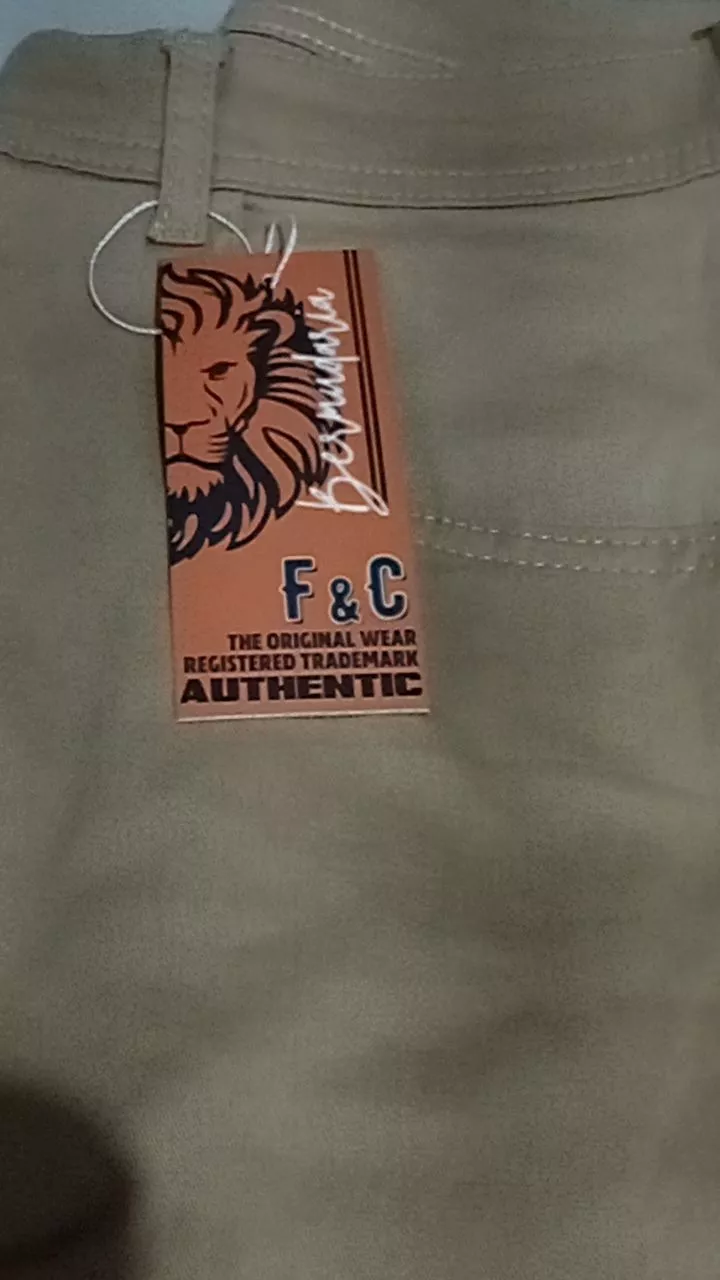 Bermudaria
F & C
THE ORIGINAL WEAR
REGISTERED TRADEMARK
AUTHENTIC